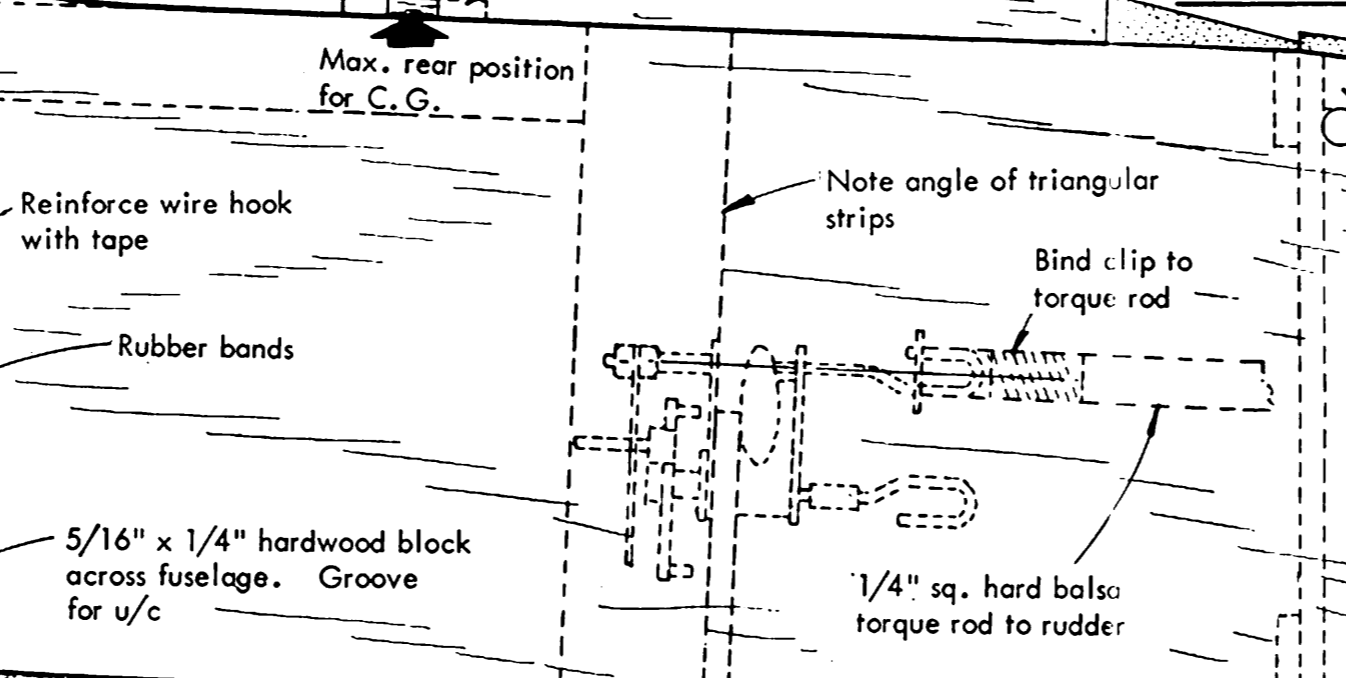 Max. rear position
for C.G.
Note angle of triangular
strips
Reinforce wire hook
with tape
Bind clip to
torque rod
Rubber bands
5/16" x 1/4" hardwood block
across fuselage. Groove
for u/c
1/4" sq. hard balsa
torque rod to rudder